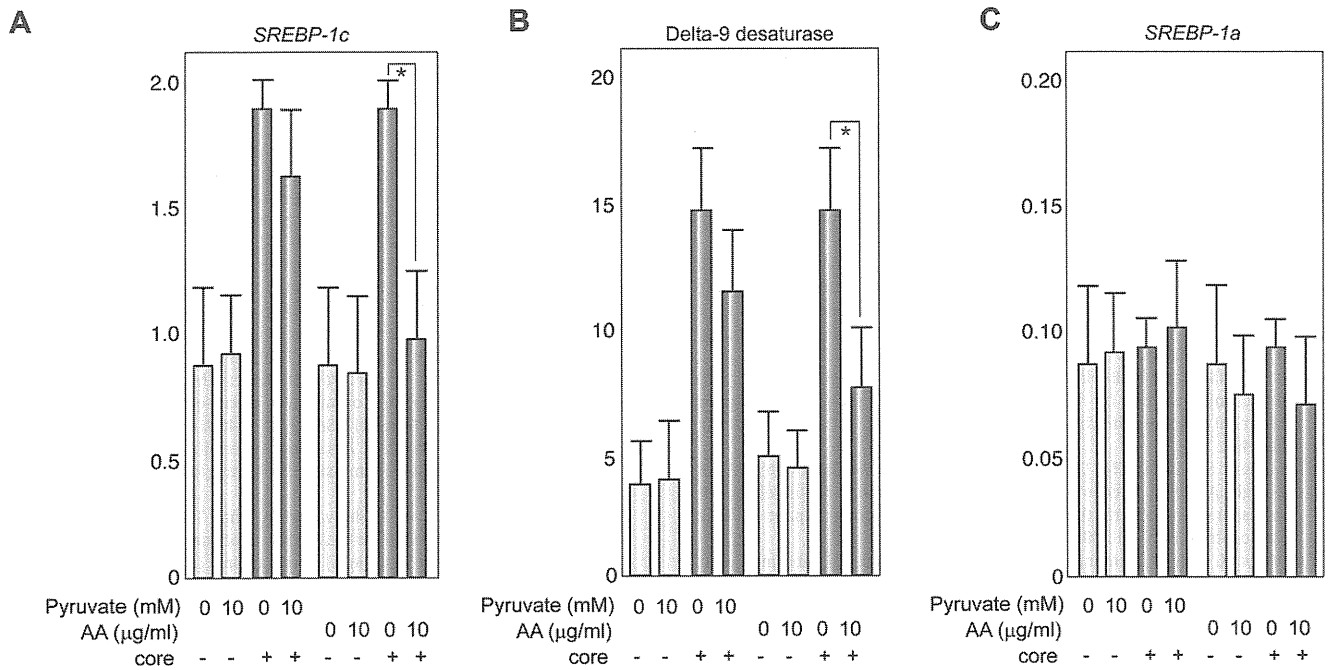 A
B
C
SREBP-1c
Delta-9 desaturase
SREBP-1a
2.0
1.5
1.0
0.5
0
*
20
15
10
5
0
*
0.20
0.15
0.10
0.05
0
Pyruvate (mM) 0 10 0 10
AA (μg/ml) 0 10 0 10
core - - + + - - + +
Pyruvate (mM) 0 10 0 10
AA (μg/ml) 0 10 0 10
core - - + + - - + +
Pyruvate (mM) 0 10 0 10
AA (μg/ml) 0 10 0 10
core - - + + - - + +